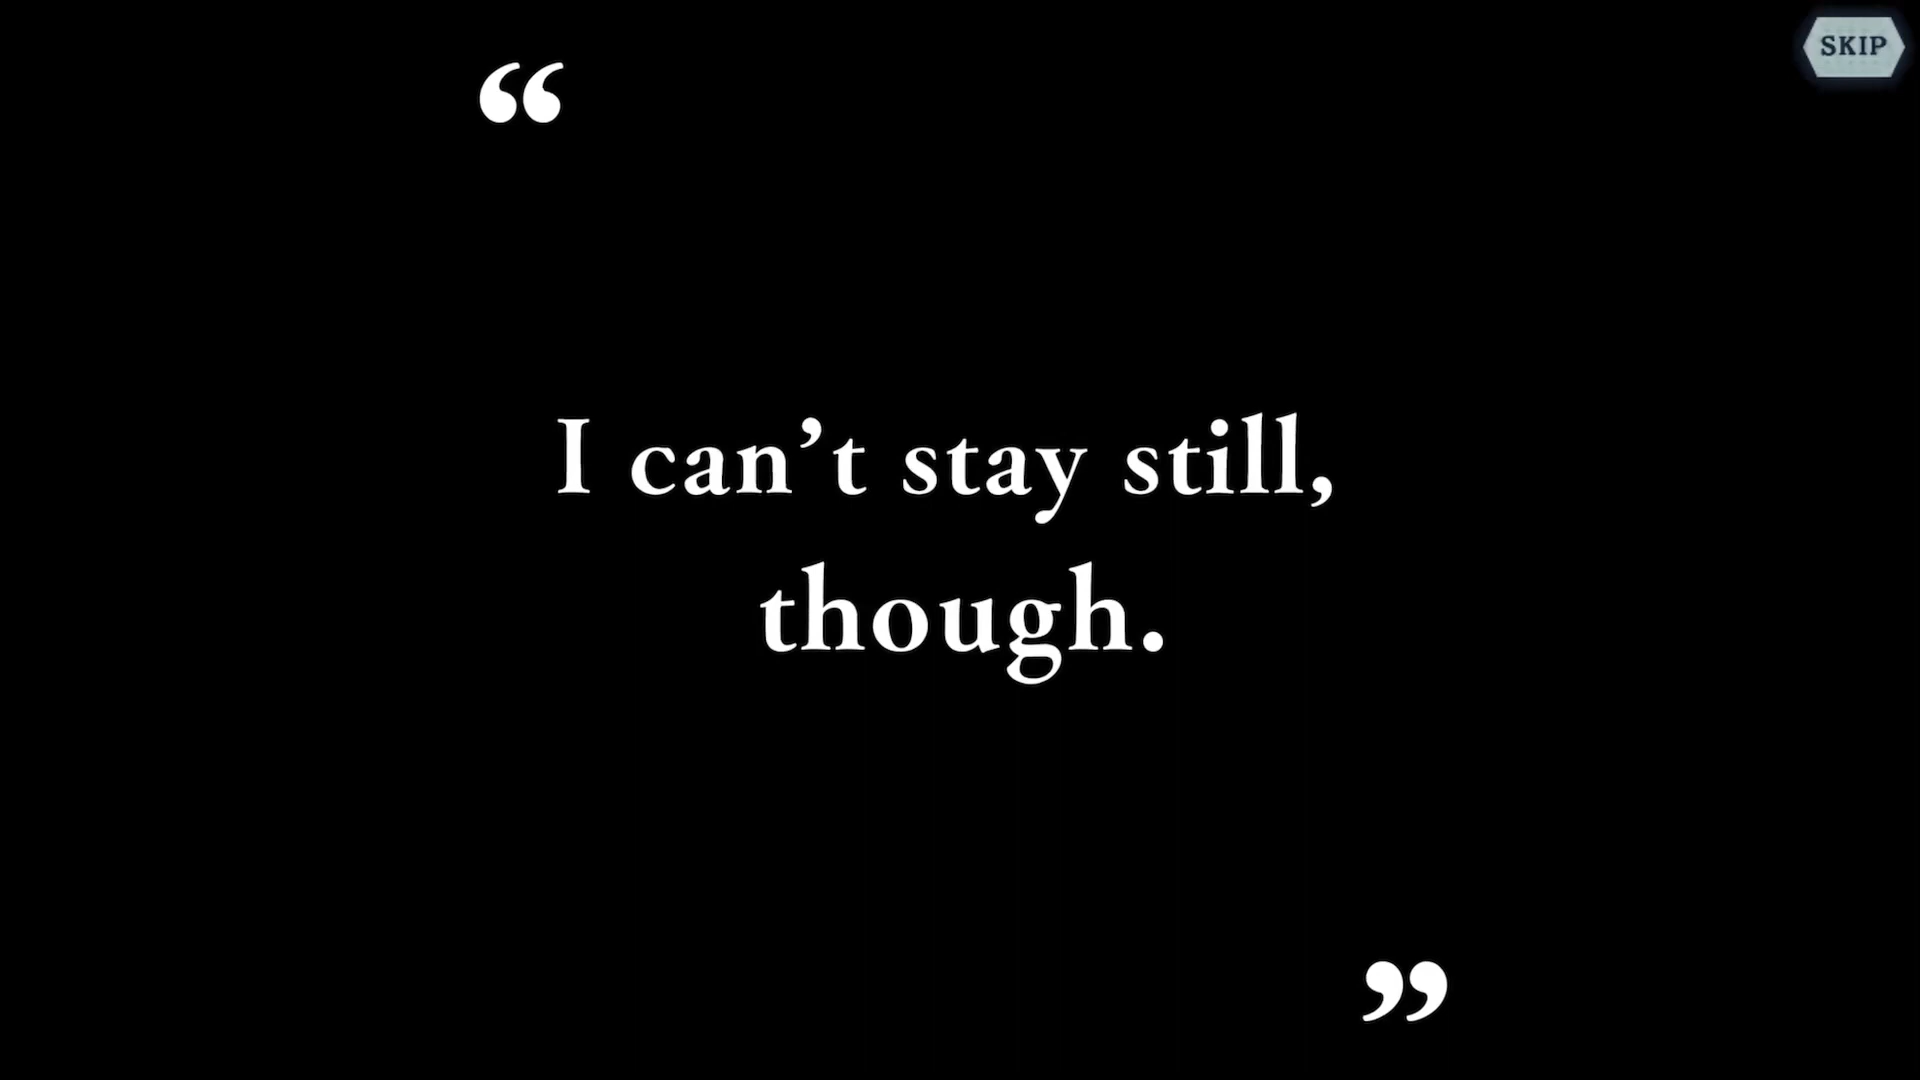 SKIP
“
I can’t stay still,
though.
”